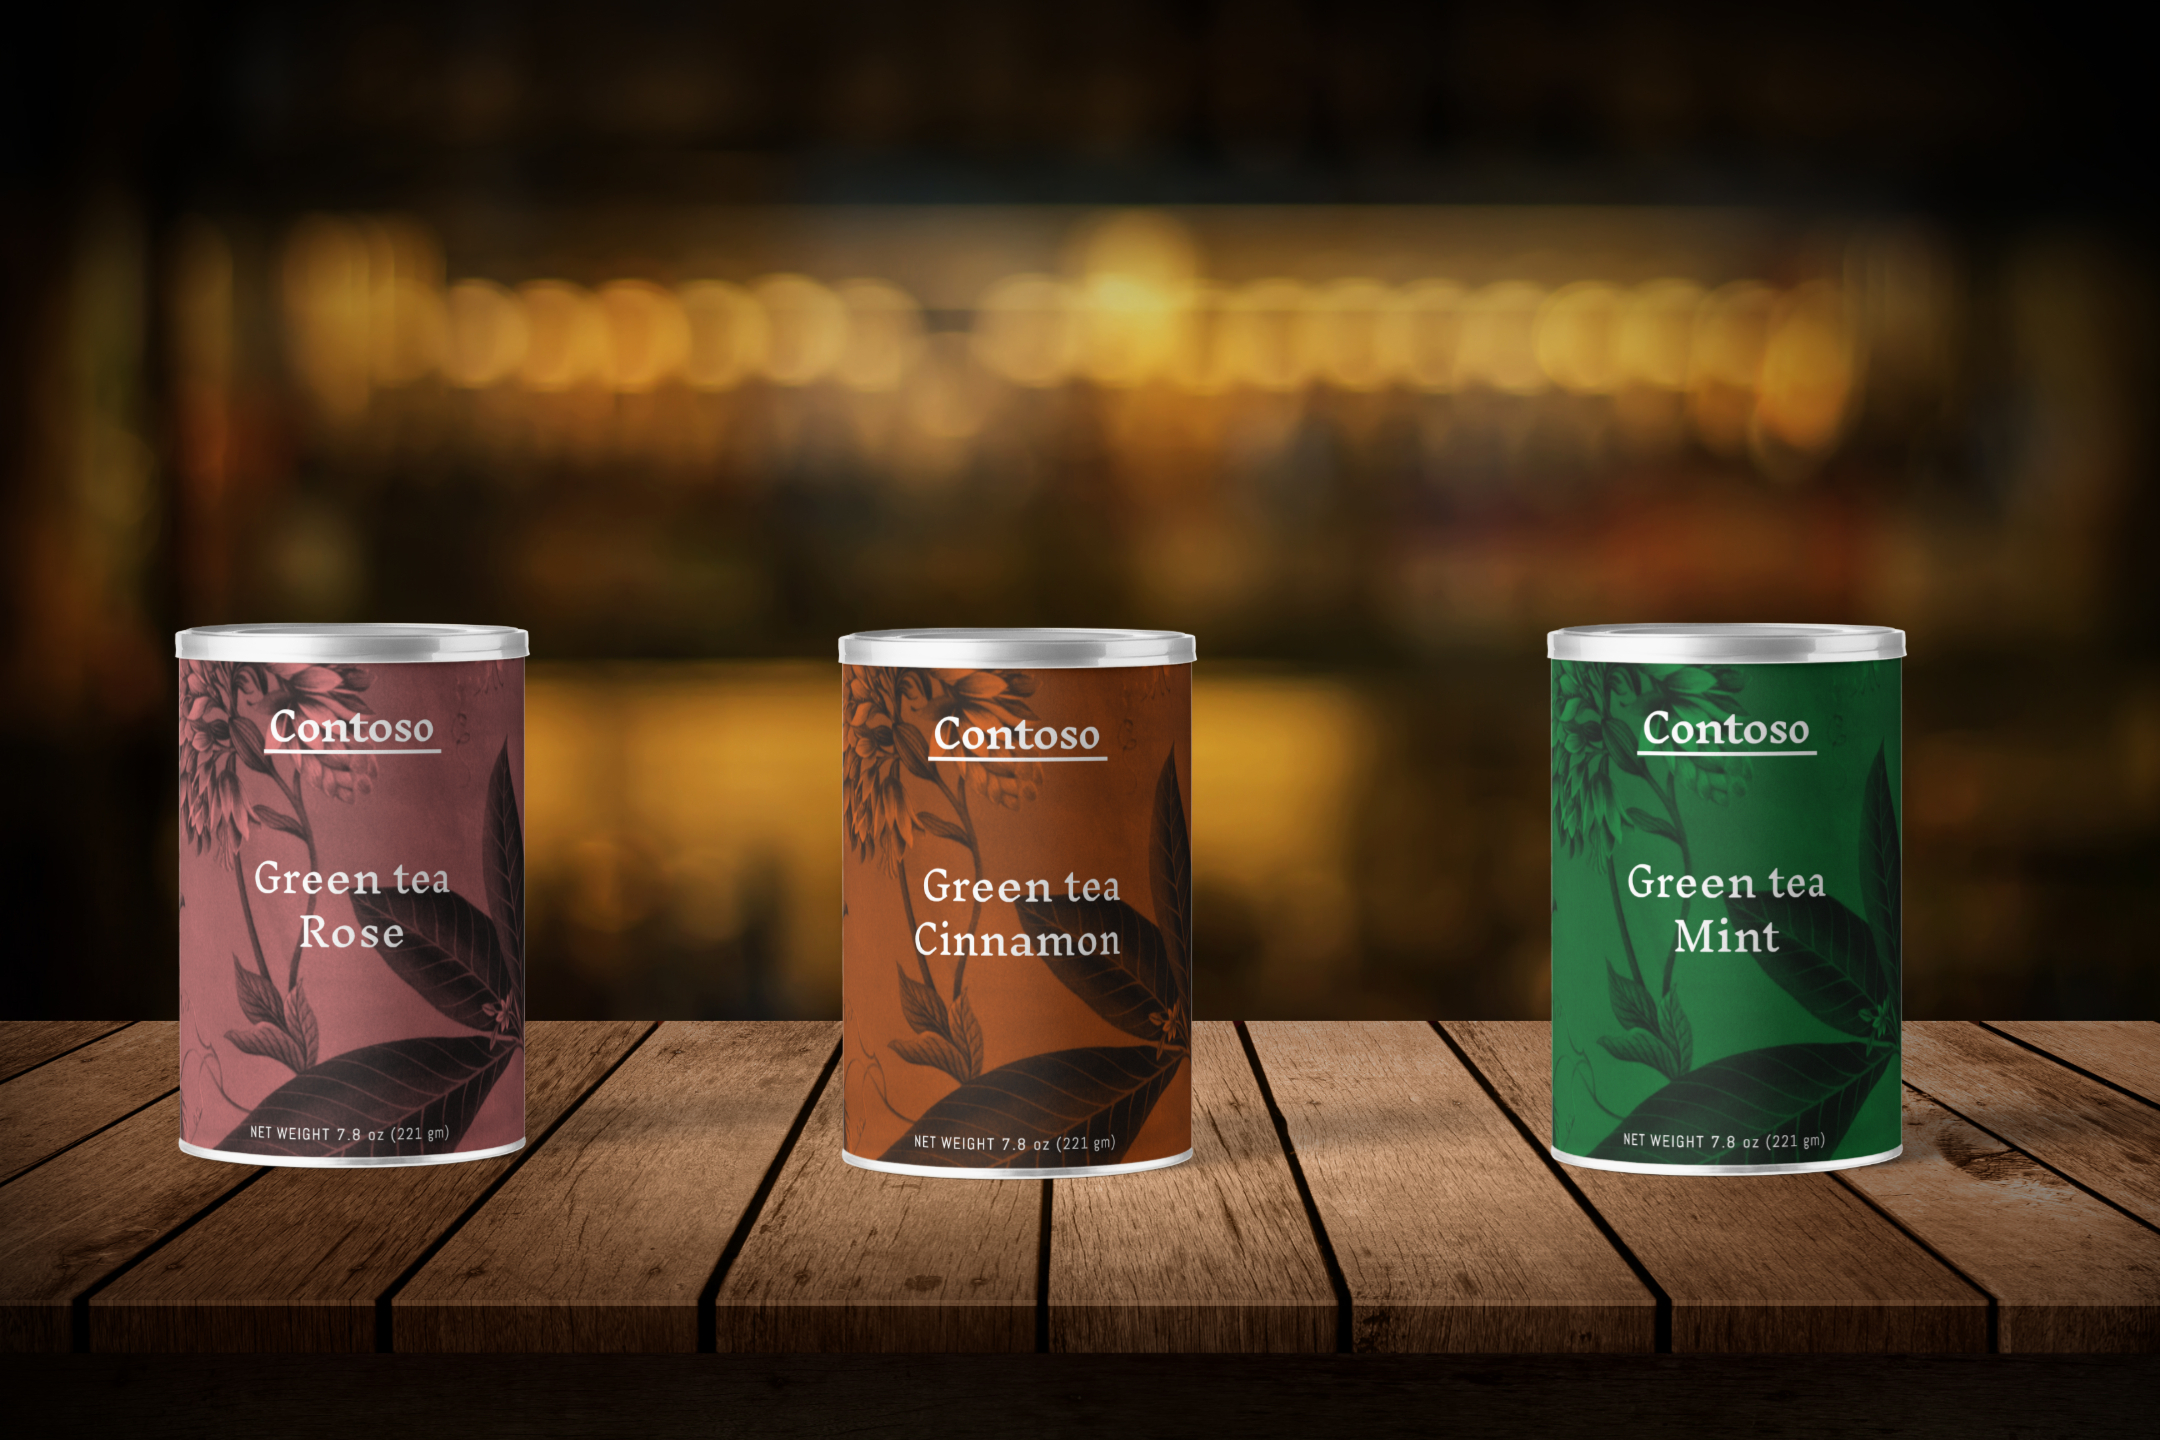 Contoso
Green tea
Rose
NET WEIGHT 7.8 oz (221 gm)
Contoso
Green tea
Cinnamon
NET WEIGHT 7.8 oz (221 gm)
Contoso
Green tea
Mint
NET WEIGHT 7.8 oz (221 gm)